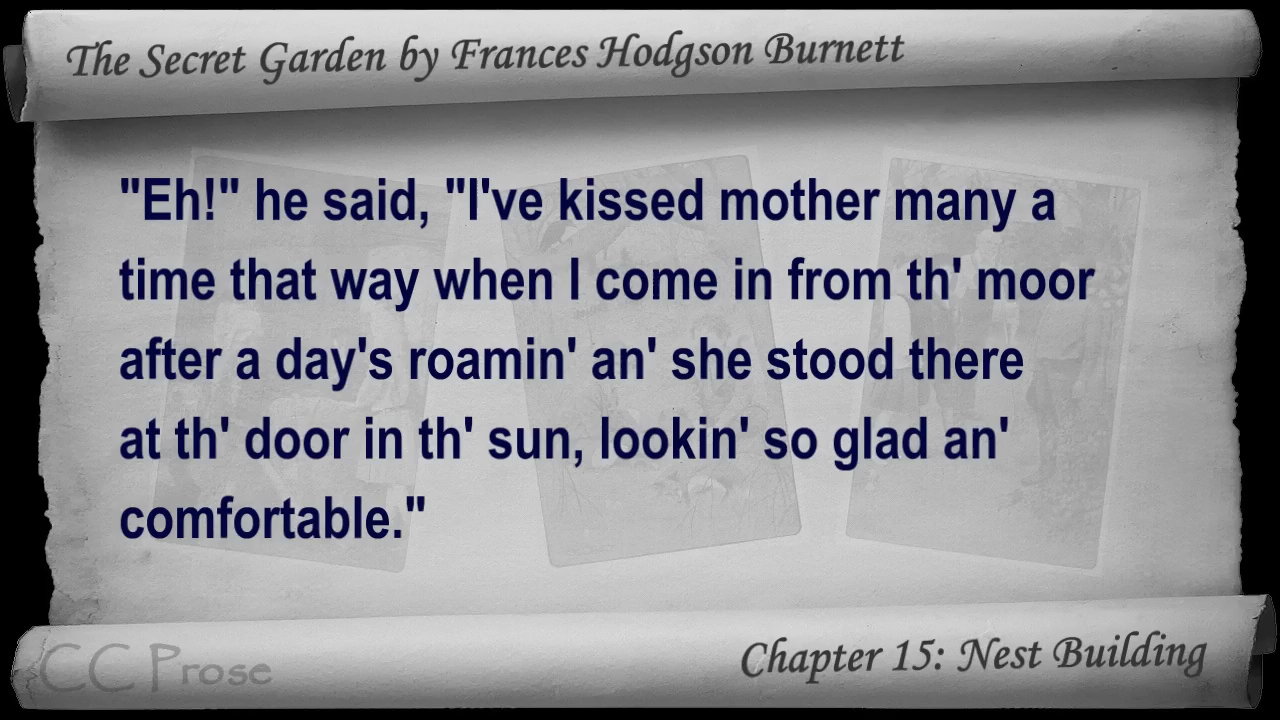 The Secret Garden by Frances Hodgson Burnett
"Eh!" he said, "I've kissed mother many a
time that way when I come in from th' moor
after a day's roamin' an' she stood there
at th' door in th' sun, lookin' so glad an'
comfortable."
CC Prose
Chapter 15: Nest Building